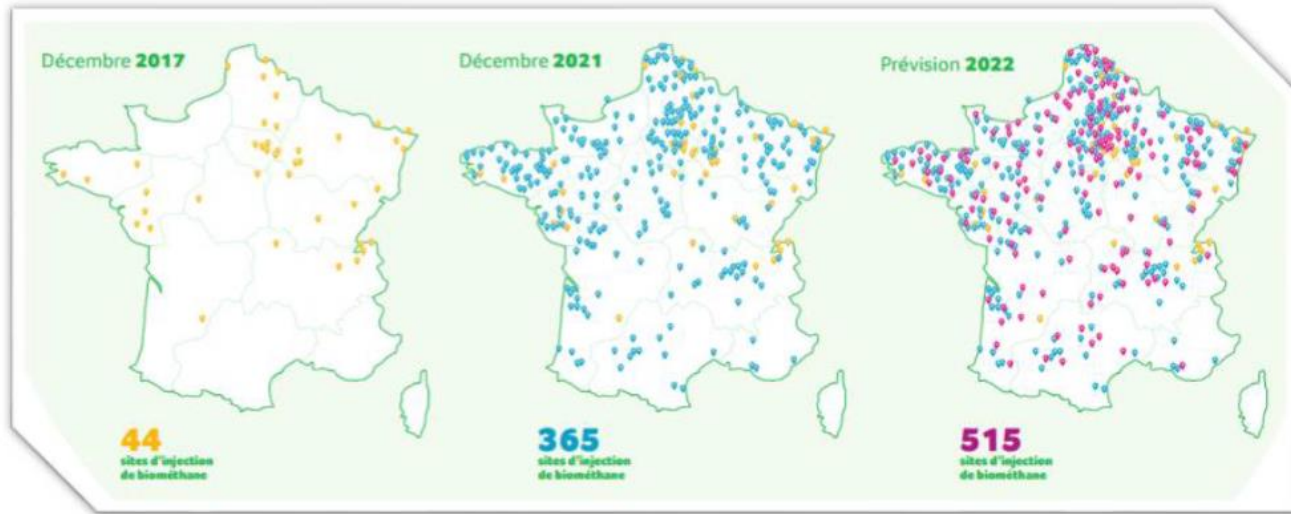 Décembre 2017
44
sites d'injection
de biométhane
Décembre 2021
365
sites d'injection
de biométhane
Prévision 2022
515
sites d'injection
de biométhane